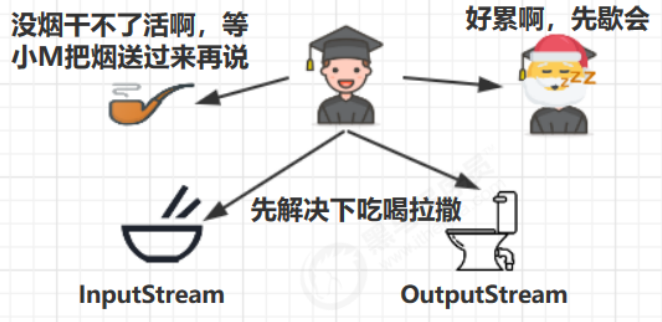 没烟干不了活啊，等
小M把烟送过来再说
好累啊，先歇会
zzZ
先解决下吃喝拉撒
InputStream
OutputStream